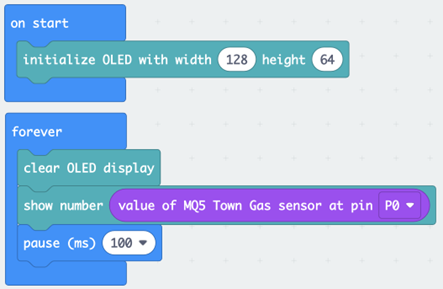 on start
initialize OLED with width 128 height 64
forever
clear OLED display
show number value of MQ5 Town Gas sensor at pin P0
pause (ms) 100